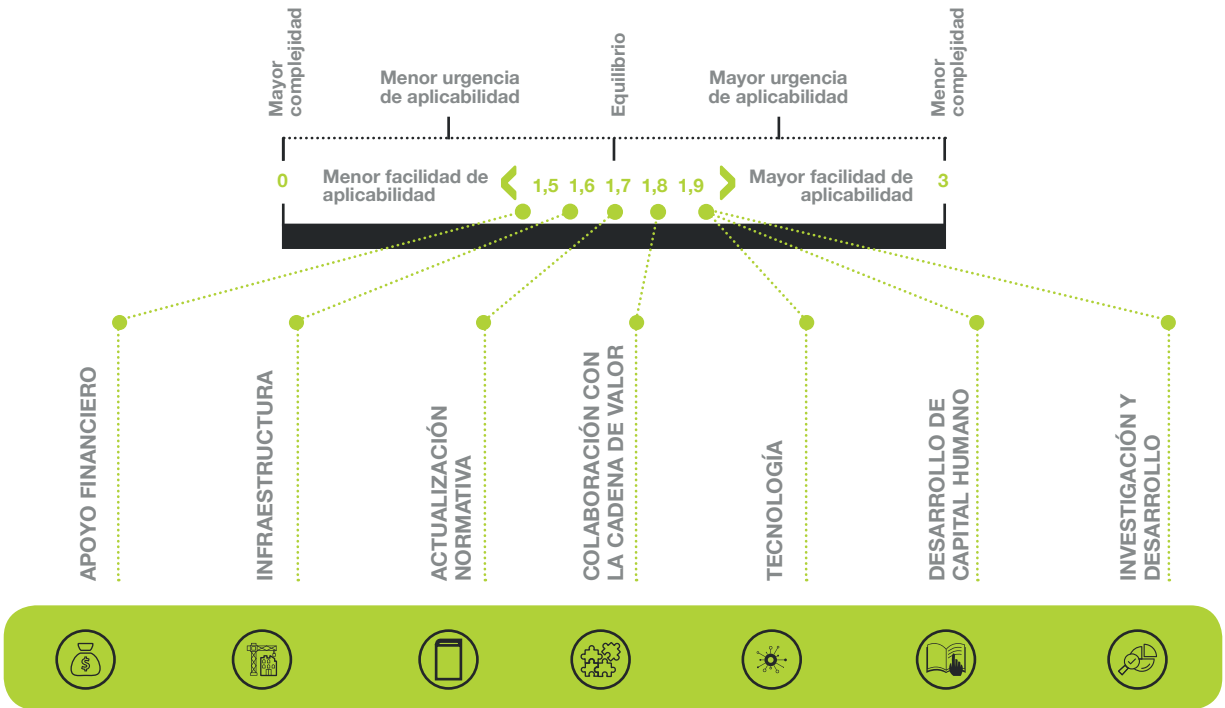 Mayor
complejidad
Menor urgencia
de aplicabilidad
Equilibrio
Mayor urgencia
de aplicabilidad
Menor
complejidad
0
Menor facilidad de
aplicabilidad
1,5 1,6 1,7 1,8 1,9
Mayor facilidad de
aplicabilidad
3
APOYO FINANCIERO
INFRAESTRUCTURA
ACTUALIZACIÓN
NORMATIVA
COLABORACIÓN CON
LA CADENA DE VALOR
TECNOLOGÍA
DESARROLLO DE
CAPITAL HUMANO
INVESTIGACIÓN Y
DESARROLLO
$